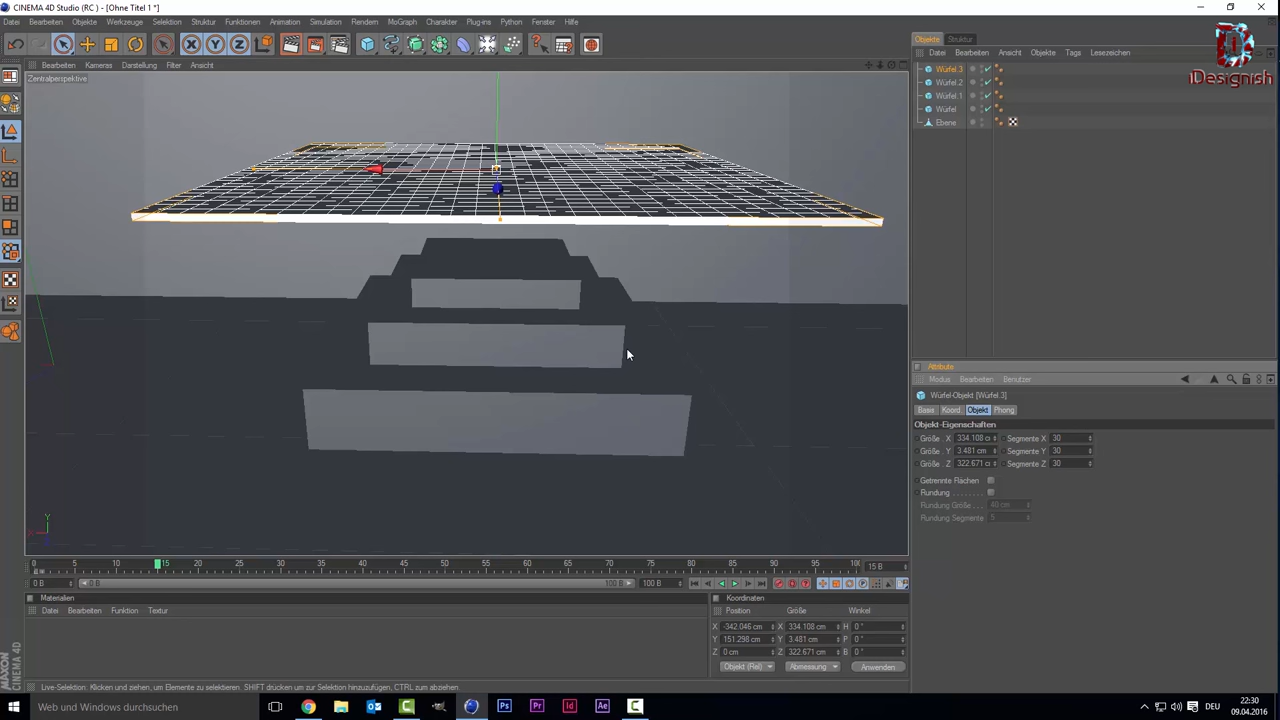 CINEMA 4D Studio (RC ) - [Ohne Titel 1 *]
Datei Bearbeiten Objekte Werkzeuge Selektion Struktur Funktionen Animation Simulation Rendern MoGraph Charakter Plug-ins Python Fenster Hilfe
Bearbeiten Kameras Darstellung Filter Ansicht
Zentralperspektive
X Y Z
Objekte Struktur
Datei Bearbeiten Ansicht Objekte Tags Lesezeichen
iDesignish
Würfel.3
Würfel.2
Würfel.1
Würfel
Ebene
Attribute
Modus Bearbeiten Benutzer
Würfel-Objekt [Würfel.3]
Basis Koord. Objekt Phong
Objekt-Eigenschaften
Größe . X 334.108 c Segmente X 30
Größe . Y 3.481 cm Segmente Y 30
Größe . Z 322.671 c Segmente Z 30
Getrennte Flächen
Rundung . . . . . . . .
Rundung Größe . . . 40 cm
Rundung Segmente 5
Y
X
0 5 10 15 20 25 30 35 40 45 50 55 60 65 70 75 80 85 90 95 100 15 B
0 B 0 B 100 B 100 B
Materialien
Datei Bearbeiten Funktion Textur
Koordinaten
Position Größe Winkel
X -342.046 cm X 334.108 cm H 0 °
Y 151.298 cm Y 3.481 cm P 0 °
Z 0 cm Z 322.671 cm B 0 °
Objekt (Rel) Abmessung Anwenden
MAXON CINEMA 4D
Live-Selektion: Klicken und ziehen, um Elemente zu selektieren. SHIFT drücken um zur Selektion hinzuzufügen, CTRL zum abziehen.
Web und Windows durchsuchen
Ps Pr Id Ae
DEU
22:30
09.04.2016